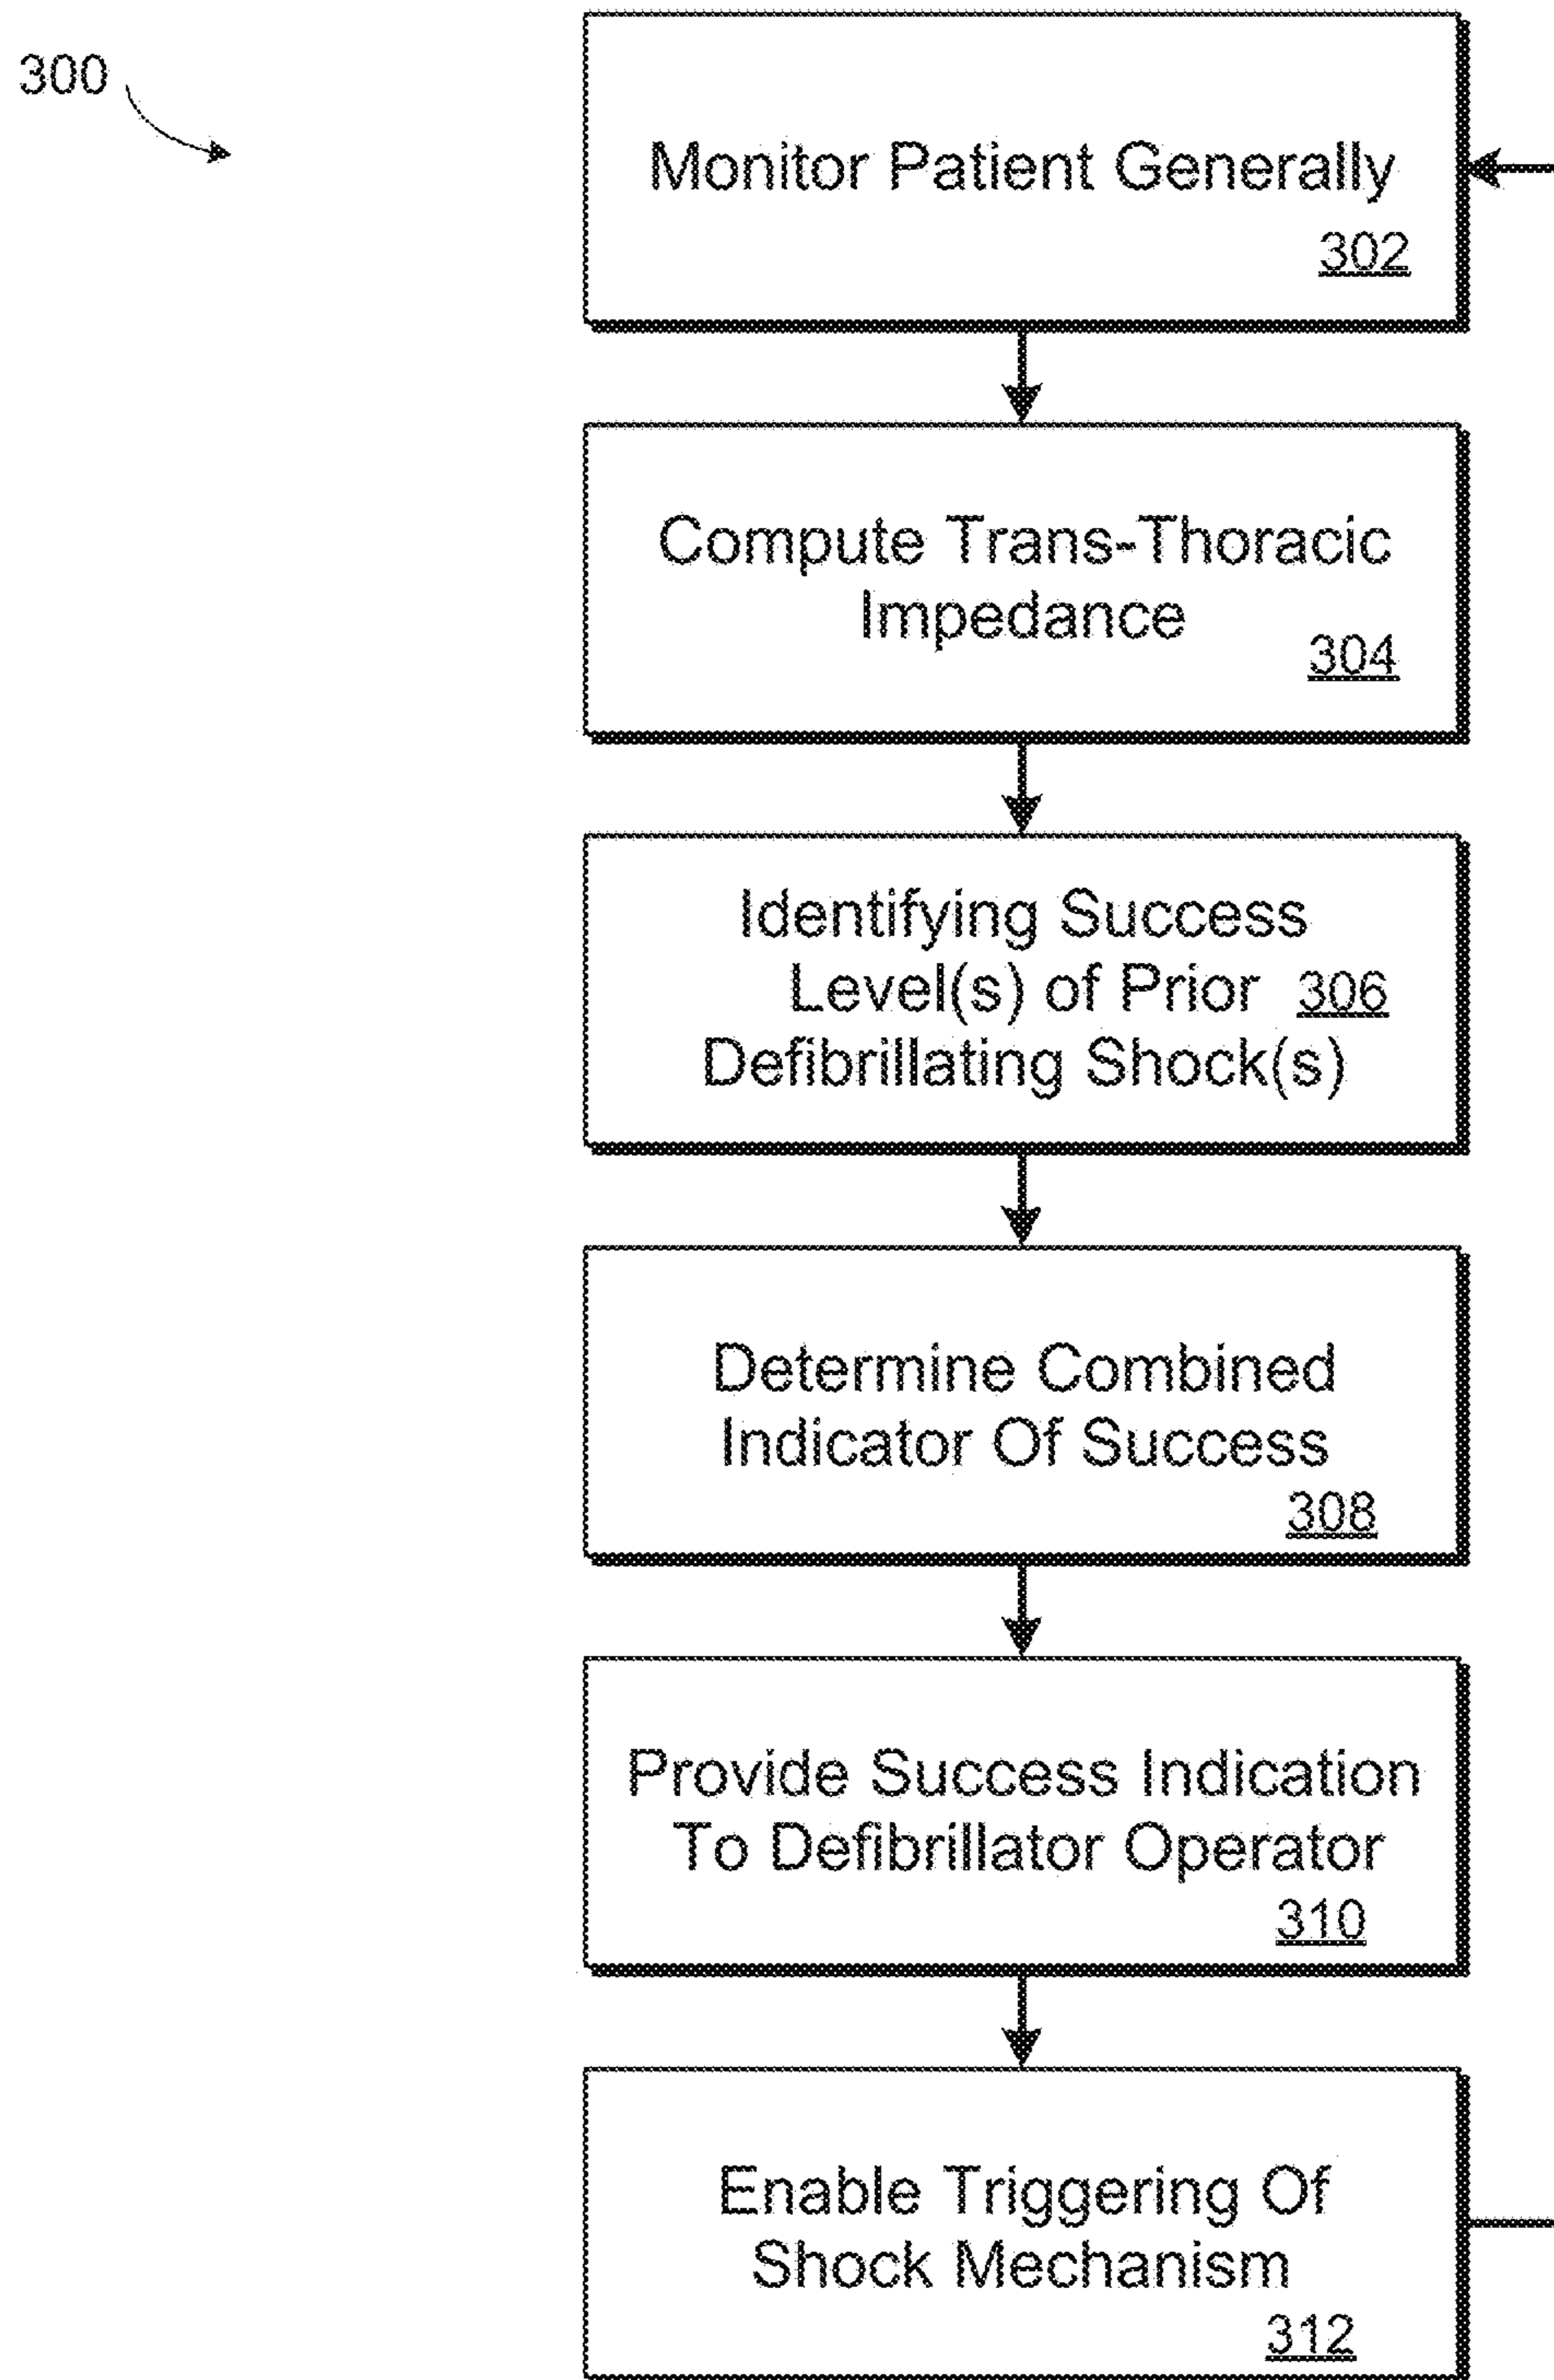 300
Monitor Patient Generally
302
Compute Trans-Thoracic
Impedance
304
Identifying Success
Level(s) of Prior 306
Defibrillating Shock(s)
Determine Combined
Indicator Of Success
308
Provide Success Indication
To Defibrillator Operator
310
Enable Triggering Of
Shock Mechanism
312